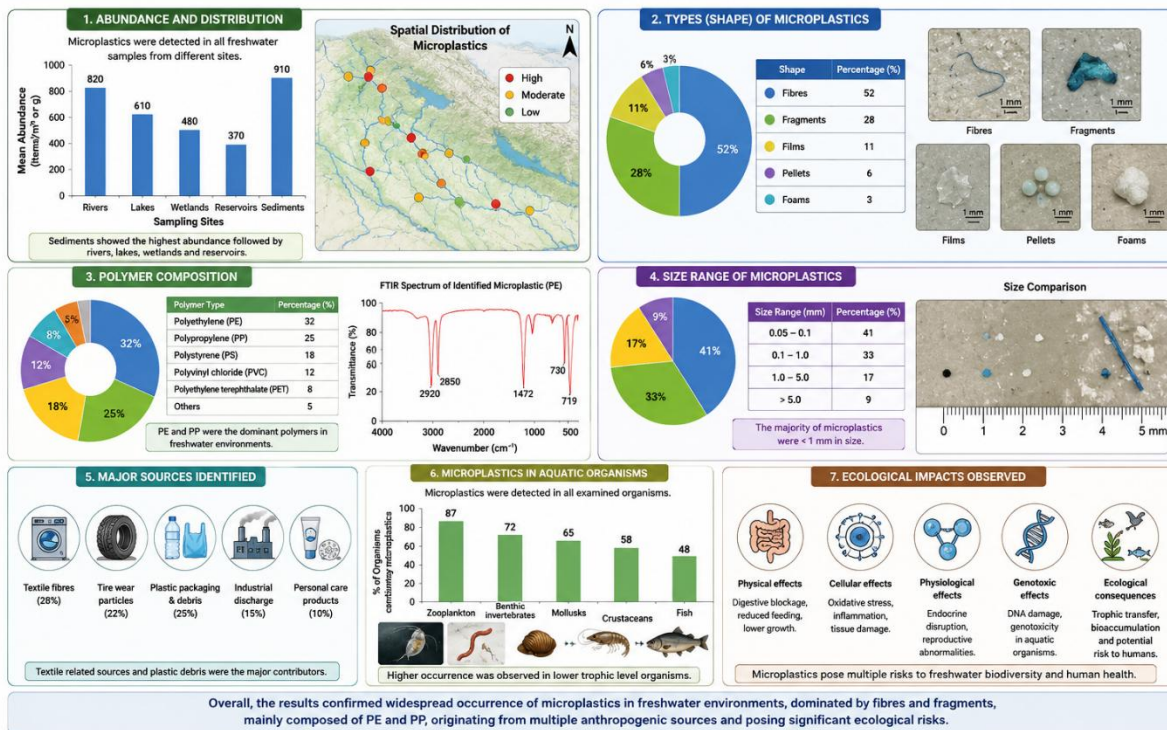 1. ABUNDANCE AND DISTRIBUTION
Microplastics were detected in all freshwater
samples from different sites.
Mean Abundance
(Items/m³ or g)
1000
800
600
400
200
0
820
610
480
370
910
Rivers
Lakes
Wetlands
Reservoirs
Sediments
Sampling Sites
Sediments showed the highest abundance followed by
rivers, lakes, wetlands and reservoirs.
Spatial Distribution of
Microplastics
N
High
Moderate
Low
2. TYPES (SHAPE) OF MICROPLASTICS
3%
6%
11%
28%
52%
Shape Percentage (%)
Fibres 52
Fragments 28
Films 11
Pellets 6
Foams 3
1 mm
Fibres
1 mm
Fragments
1 mm
Films
1 mm
Pellets
1 mm
Foams
3. POLYMER COMPOSITION
5%
8%
12%
18%
25%
32%
Polymer Type Percentage (%)
Polyethylene (PE) 32
Polypropylene (PP) 25
Polystyrene (PS) 18
Polyvinyl chloride (PVC) 12
Polyethylene terephthalate (PET) 8
Others 5
PE and PP were the dominant polymers in
freshwater environments.
FTIR Spectrum of Identified Microplastic (PE)
Transmittance (%)
100
80
60
60
20
0
2920
2850
1472
730
719
4000
3000
2000
1000
500
Wavenumber (cm⁻¹)
4. SIZE RANGE OF MICROPLASTICS
9%
17%
33%
41%
Size Range (mm) Percentage (%)
0.05 – 0.1 41
0.1 – 1.0 33
1.0 – 5.0 17
> 5.0 9
The majority of microplastics
were < 1 mm in size.
Size Comparison
0 1 2 3 4 5 mm
5. MAJOR SOURCES IDENTIFIED
Textile fibres
(28%)
Tire wear
particles
(22%)
Plastic packaging
& debris
(25%)
Industrial
discharge
(15%)
Personal care
products
(10%)
Textile related sources and plastic debris were the major contributors.
6. MICROPLASTICS IN AQUATIC ORGANISMS
Microplastics were detected in all examined organisms.
% of Organisms
microplastics
100
80
60
40
20
0
87
72
65
58
48
Zooplankton
Benthic
invertebrates
Mollusks
Crustaceans
Fish
Higher occurrence was observed in lower trophic level organisms.
7. ECOLOGICAL IMPACTS OBSERVED
Physical effects
Digestive blockage,
reduced feeding,
lower growth.
Cellular effects
Oxidative stress,
inflammation,
tissue damage.
Physiological
effects
Endocrine
disruption,
reproductive
abnormalities.
Genotoxic
effects
DNA damage,
genotoxicity
in aquatic
organisms.
Ecological
consequences
Trophic transfer,
bioaccumulation
and potential
risk to humans.
Microplastics pose multiple risks to freshwater biodiversity and human health.
Overall, the results confirmed widespread occurrence of microplastics in freshwater environments, dominated by fibres and fragments,
mainly composed of PE and PP, originating from multiple anthropogenic sources and posing significant ecological risks.